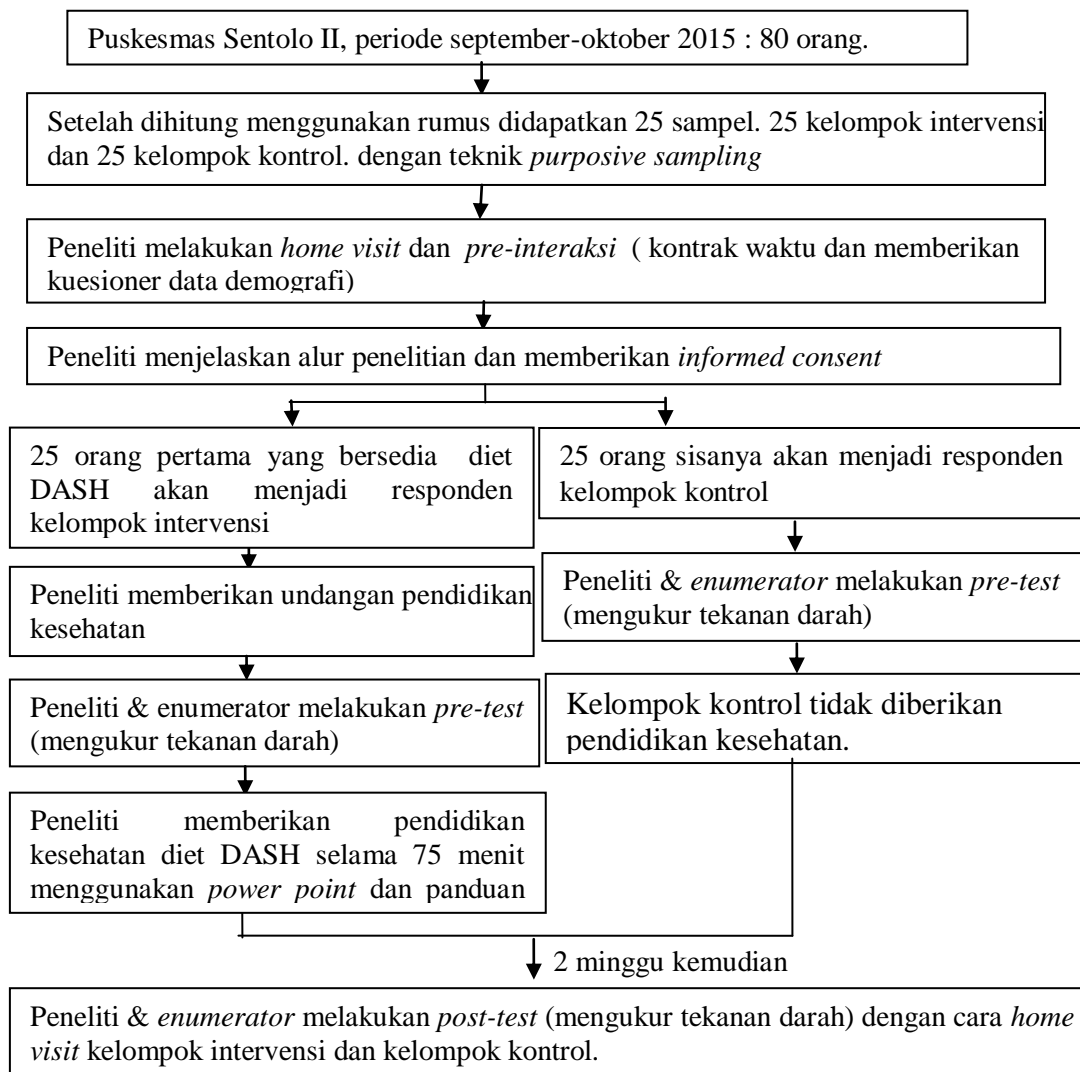 Puskesmas Sentolo II, periode september-oktober 2015 : 80 orang.
Setelah dihitung menggunakan rumus didapatkan 25 sampel. 25 kelompok intervensi
dan 25 kelompok kontrol. dengan teknik purposive sampling
Peneliti melakukan home visit dan pre-interaksi ( kontrak waktu dan memberikan
kuesioner data demografi)
Peneliti menjelaskan alur penelitian dan memberikan informed consent
25 orang pertama yang bersedia diet
DASH akan menjadi responden
kelompok intervensi
Peneliti memberikan undangan pendidikan
kesehatan
Peneliti & enumerator melakukan pre-test
(mengukur tekanan darah)
Peneliti memberikan pendidikan
kesehatan diet DASH selama 75 menit
menggunakan power point dan panduan
25 orang sisanya akan menjadi responden
kelompok kontrol
Peneliti & enumerator melakukan pre-test
(mengukur tekanan darah)
Kelompok kontrol tidak diberikan
pendidikan kesehatan.
2 minggu kemudian
Peneliti & enumerator melakukan post-test (mengukur tekanan darah) dengan cara home
visit kelompok intervensi dan kelompok kontrol.